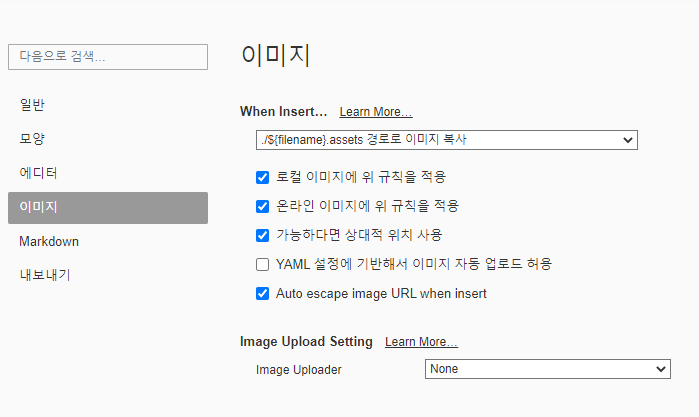 다음으로 검색...
일반
모양
에디터
이미지
Markdown
내보내기
이미지
When Insert... Learn More...
./${filename}.assets 경로로 이미지 복사
로컬 이미지에 위 규칙을 적용
온라인 이미지에 위 규칙을 적용
가능하다면 상대적 위치 사용
YAML 설정에 기반해서 이미지 자동 업로드 허용
Auto escape image URL when insert
Image Upload Setting Learn More...
Image Uploader None